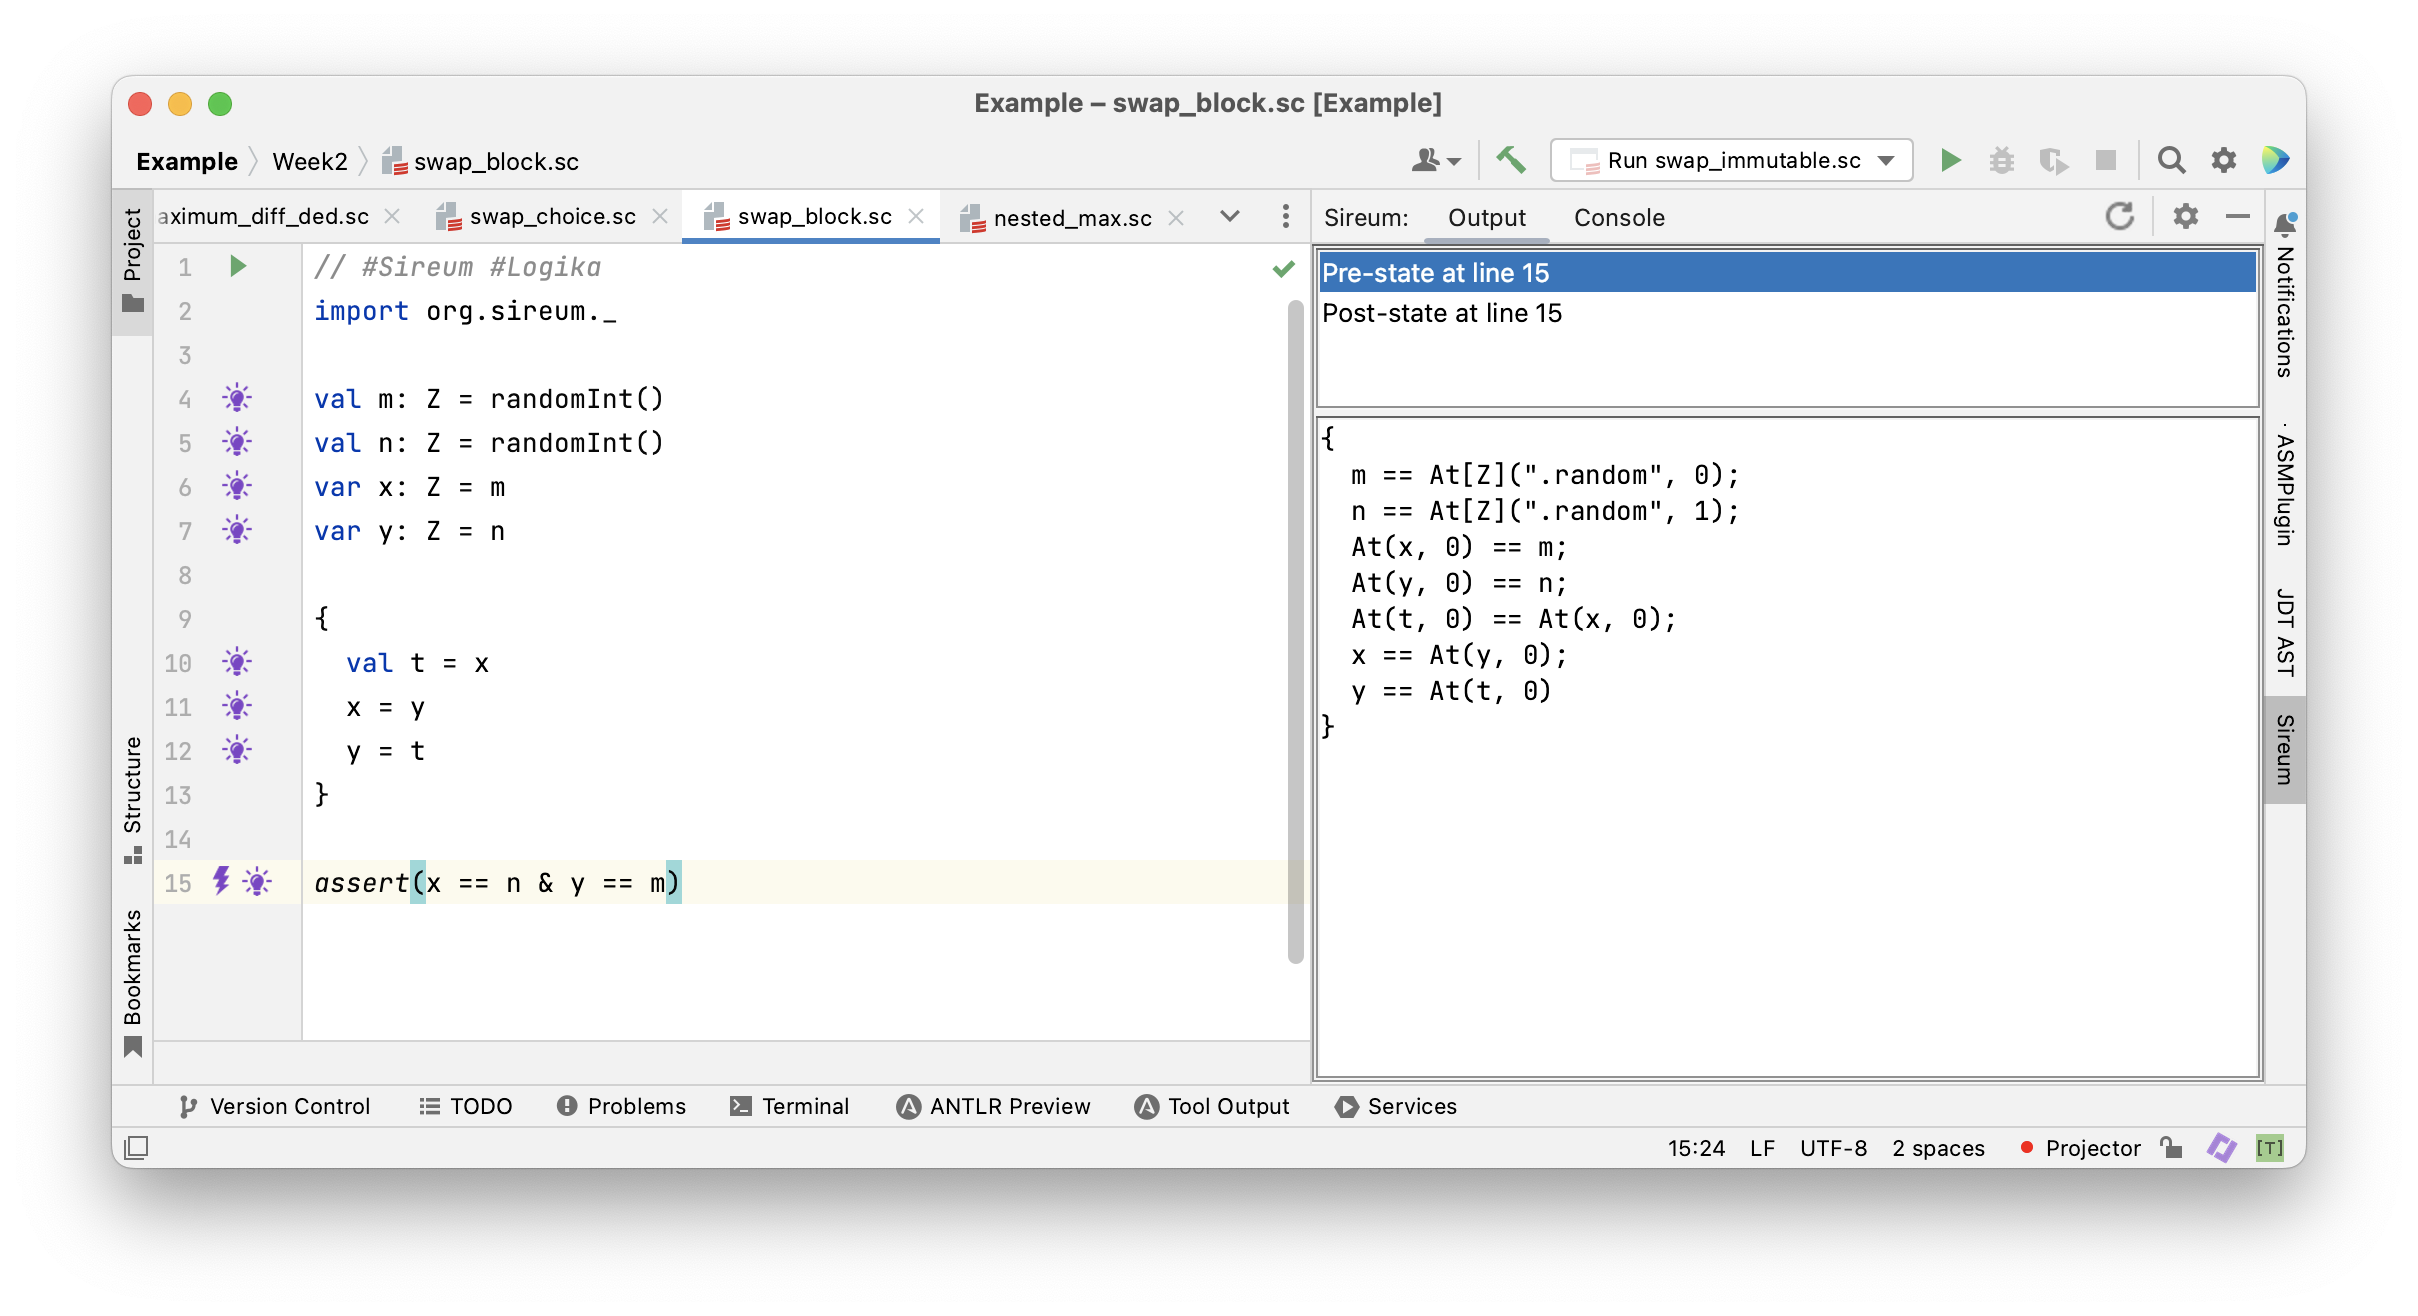 Example – swap_block.sc [Example]
Example Week2 swap_block.sc
Run swap_immutable.sc
aximum_diff_ded.sc swap_choice.sc swap_block.sc nested_max.sc
Sireum: Output Console
Project
Structure
Bookmarks
1 // #Sireum #Logika
2 import org.sireum._
3
4 val m: Z = randomInt()
5 val n: Z = randomInt()
6 var x: Z = m
7 var y: Z = n
8
9 {
10 val t = x
11 x = y
12 y = t
13 }
14
15 assert(x == n & y == m)
Pre-state at line 15
Post-state at line 15
{
m == At[Z](".random", 0);
n == At[Z](".random", 1);
At(x, 0) == m;
At(y, 0) == n;
At(t, 0) == At(x, 0);
x == At(y, 0);
y == At(t, 0)
}
Notifications
ASMPlugin
JDT AST
Sireum
Version Control TODO Problems Terminal ANTLR Preview Tool Output Services
15:24 LF UTF-8 2 spaces Projector [T]